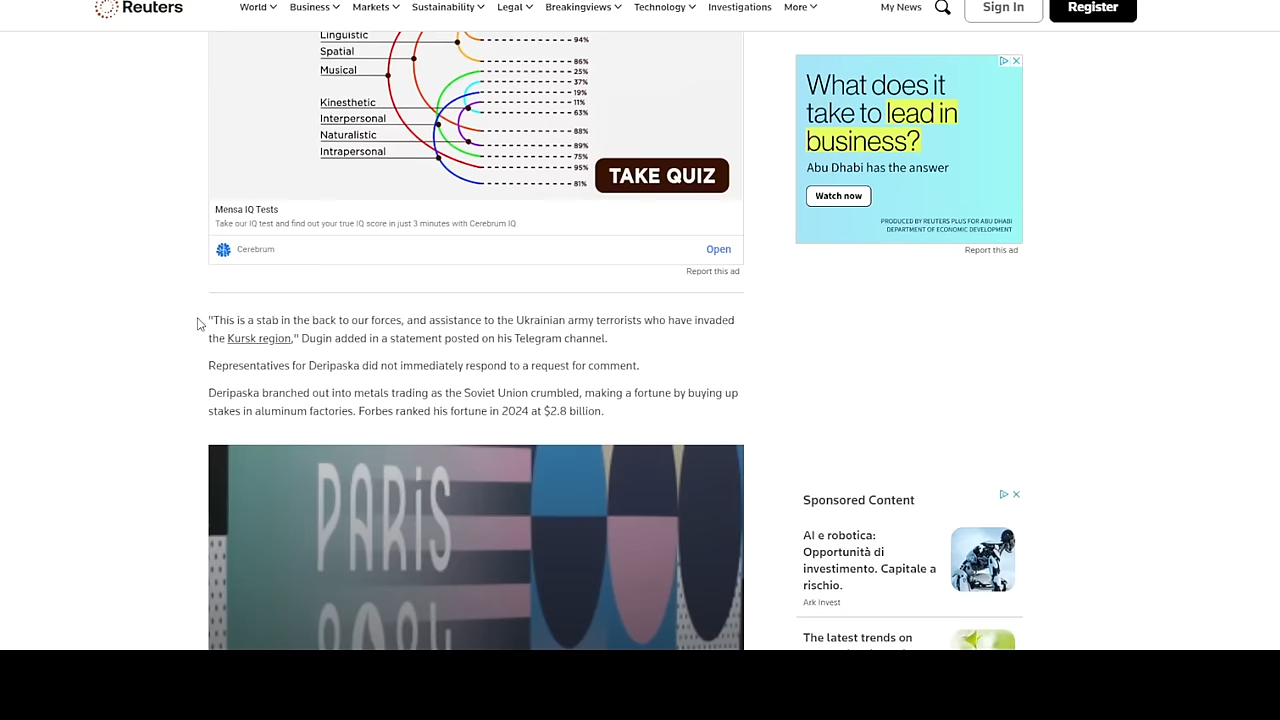 Reuters
World Business Markets Sustainability Legal Breakingviews Technology Investigations More
My News
Sign In
Register
Linguistic
Spatial
Musical
Kinesthetic
Interpersonal
Naturalistic
Intrapersonal
94%
86%
25%
37%
19%
11%
63%
88%
89%
75%
95%
81%
TAKE QUIZ
Mensa IQ Tests
Take our IQ test and find out your true IQ score in just 3 minutes with Cerebrum IQ
Cerebrum
Open
Report this ad
"This is a stab in the back to our forces, and assistance to the Ukrainian army terrorists who have invaded
the Kursk region," Dugin added in a statement posted on his Telegram channel.
Representatives for Deripaska did not immediately respond to a request for comment.
Deripaska branched out into metals trading as the Soviet Union crumbled, making a fortune by buying up
stakes in aluminum factories. Forbes ranked his fortune in 2024 at $2.8 billion.
PARIS
What does it
take to lead in
business?
Abu Dhabi has the answer
Watch now
PRODUCED BY REUTERS PLUS FOR ABU DHABI
DEPARTMENT OF ECONOMIC DEVELOPMENT
Report this ad
Sponsored Content
AI e robotica:
Opportunità di
investimento. Capitale a
rischio.
Ark Invest
The latest trends on